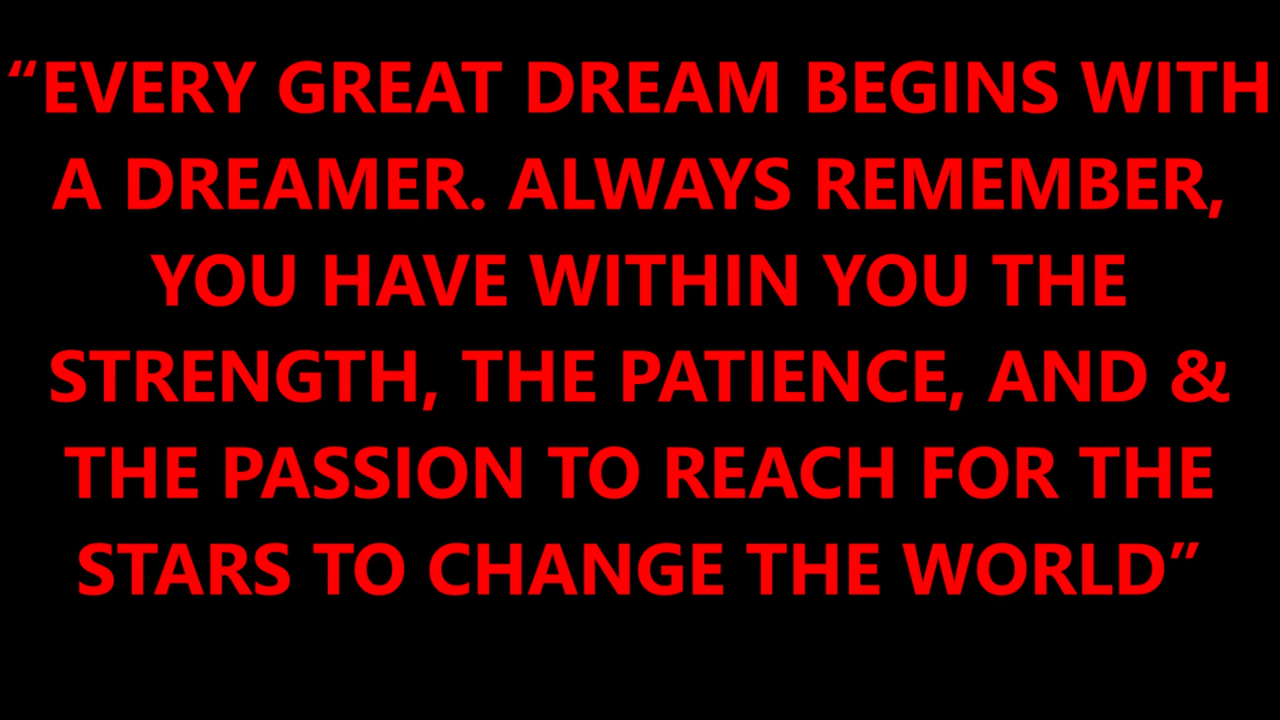 “EVERY GREAT DREAM BEGINS WITH
A DREAMER. ALWAYS REMEMBER,
YOU HAVE WITHIN YOU THE
STRENGTH, THE PATIENCE, AND &
THE PASSION TO REACH FOR THE
STARS TO CHANGE THE WORLD”